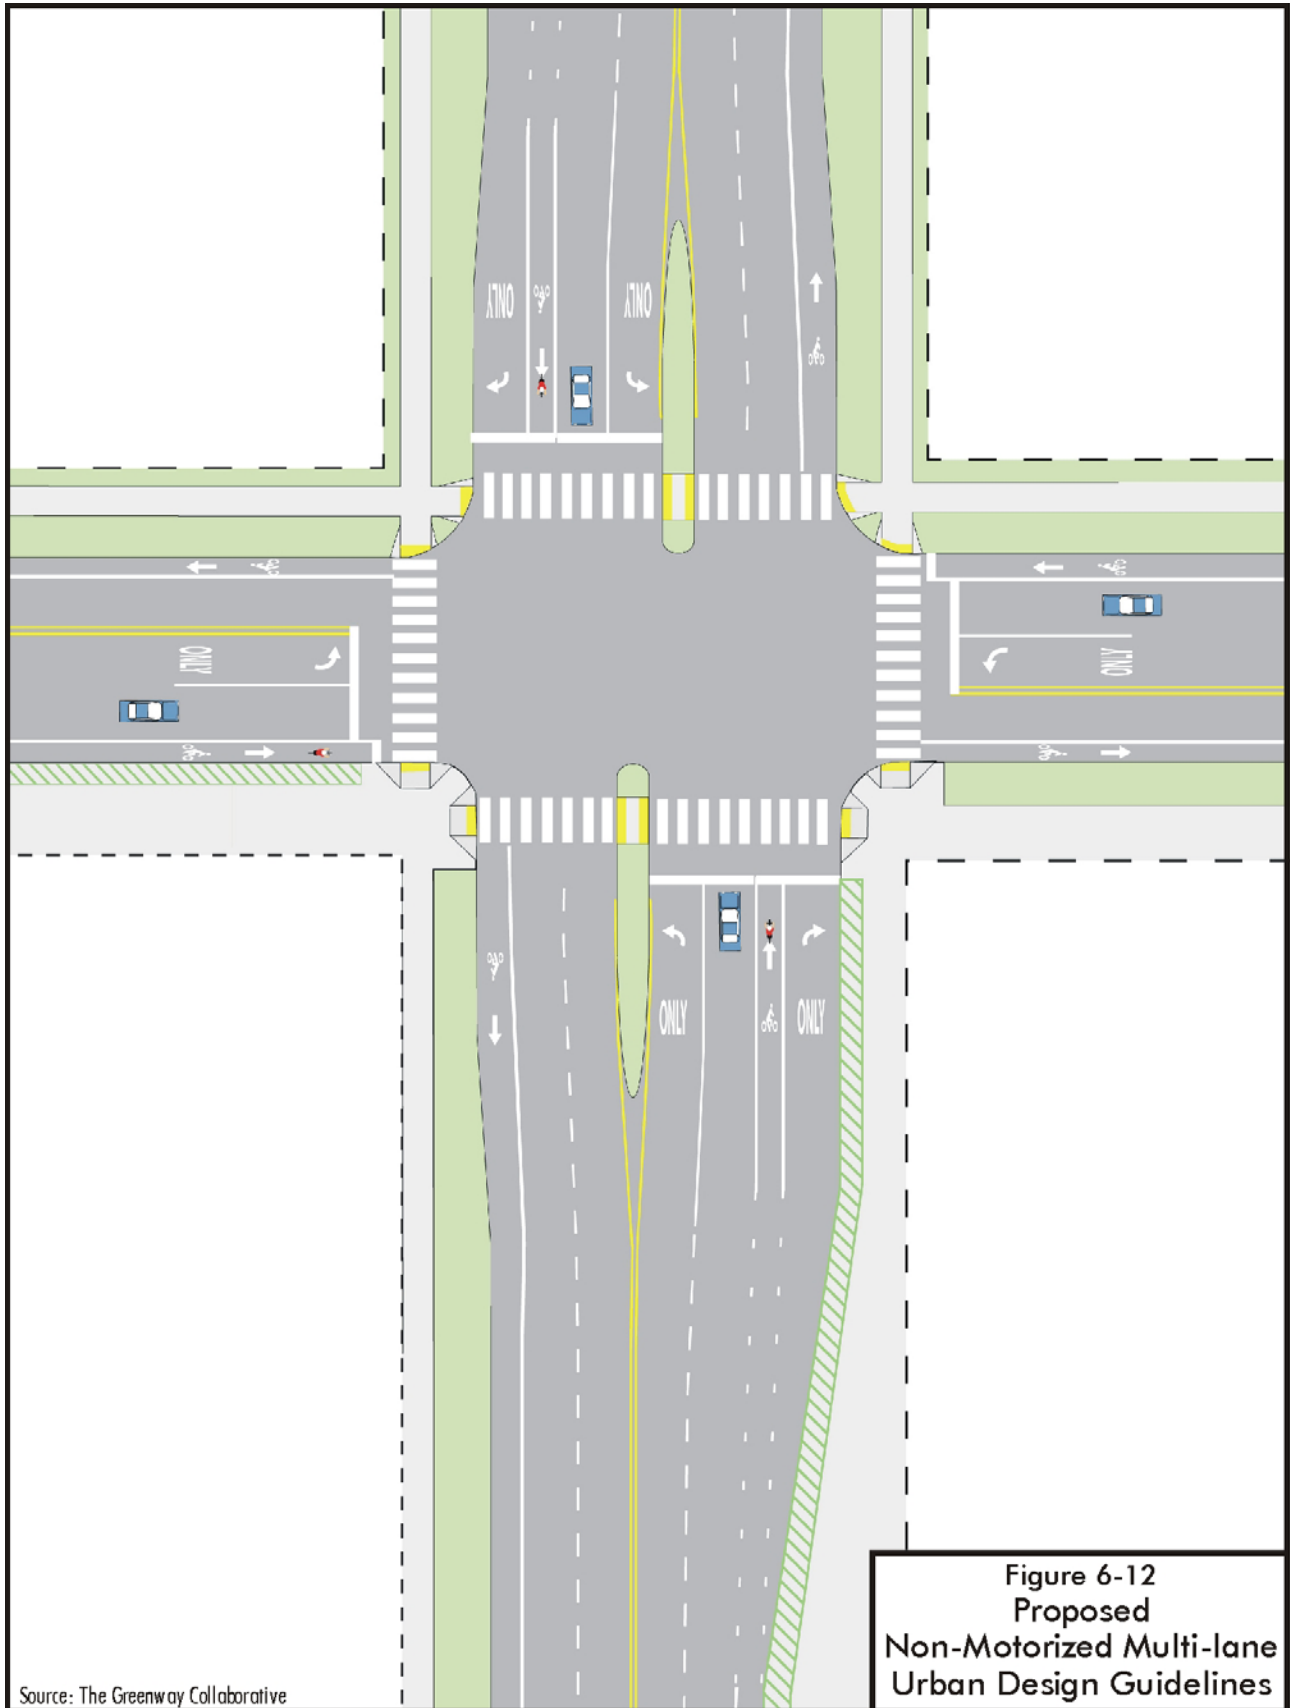 ONLY
ONLY
ONLY
ONLY
ONLY
ONLY
Figure 6-12
Proposed
Non-Motorized Multi-lane
Urban Design Guidelines
Source: The Greenway Collaborative